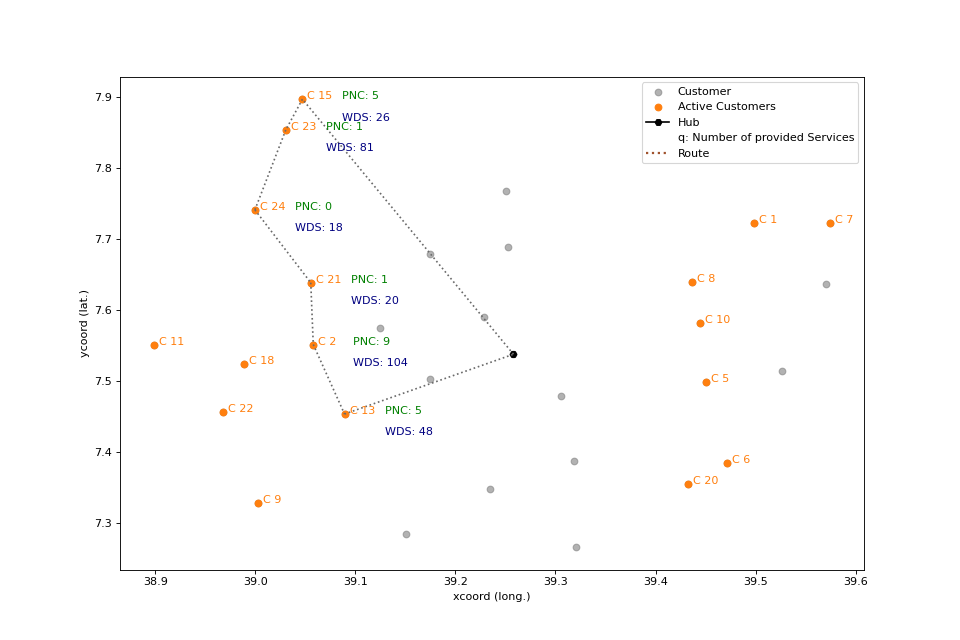 Customer
Active Customers
Hub
q: Number of provided Services
Route
C 15 PNC: 5
WDS: 26
C 23 PNC: 1
WDS: 81
C 24 PNC: 0
WDS: 18
C 1
C 7
C 21 PNC: 1
WDS: 20
C 8
C 10
C 11
C 2 PNC: 9
WDS: 104
C 18
C 5
C 22
C 13 PNC: 5
WDS: 48
C 6
C 20
C 9
7.9
7.8
7.7
7.6
7.5
7.4
7.3
ycoord (lat.)
38.9 39.0 39.1 39.2 39.3 39.4 39.5 39.6
xcoord (long.)